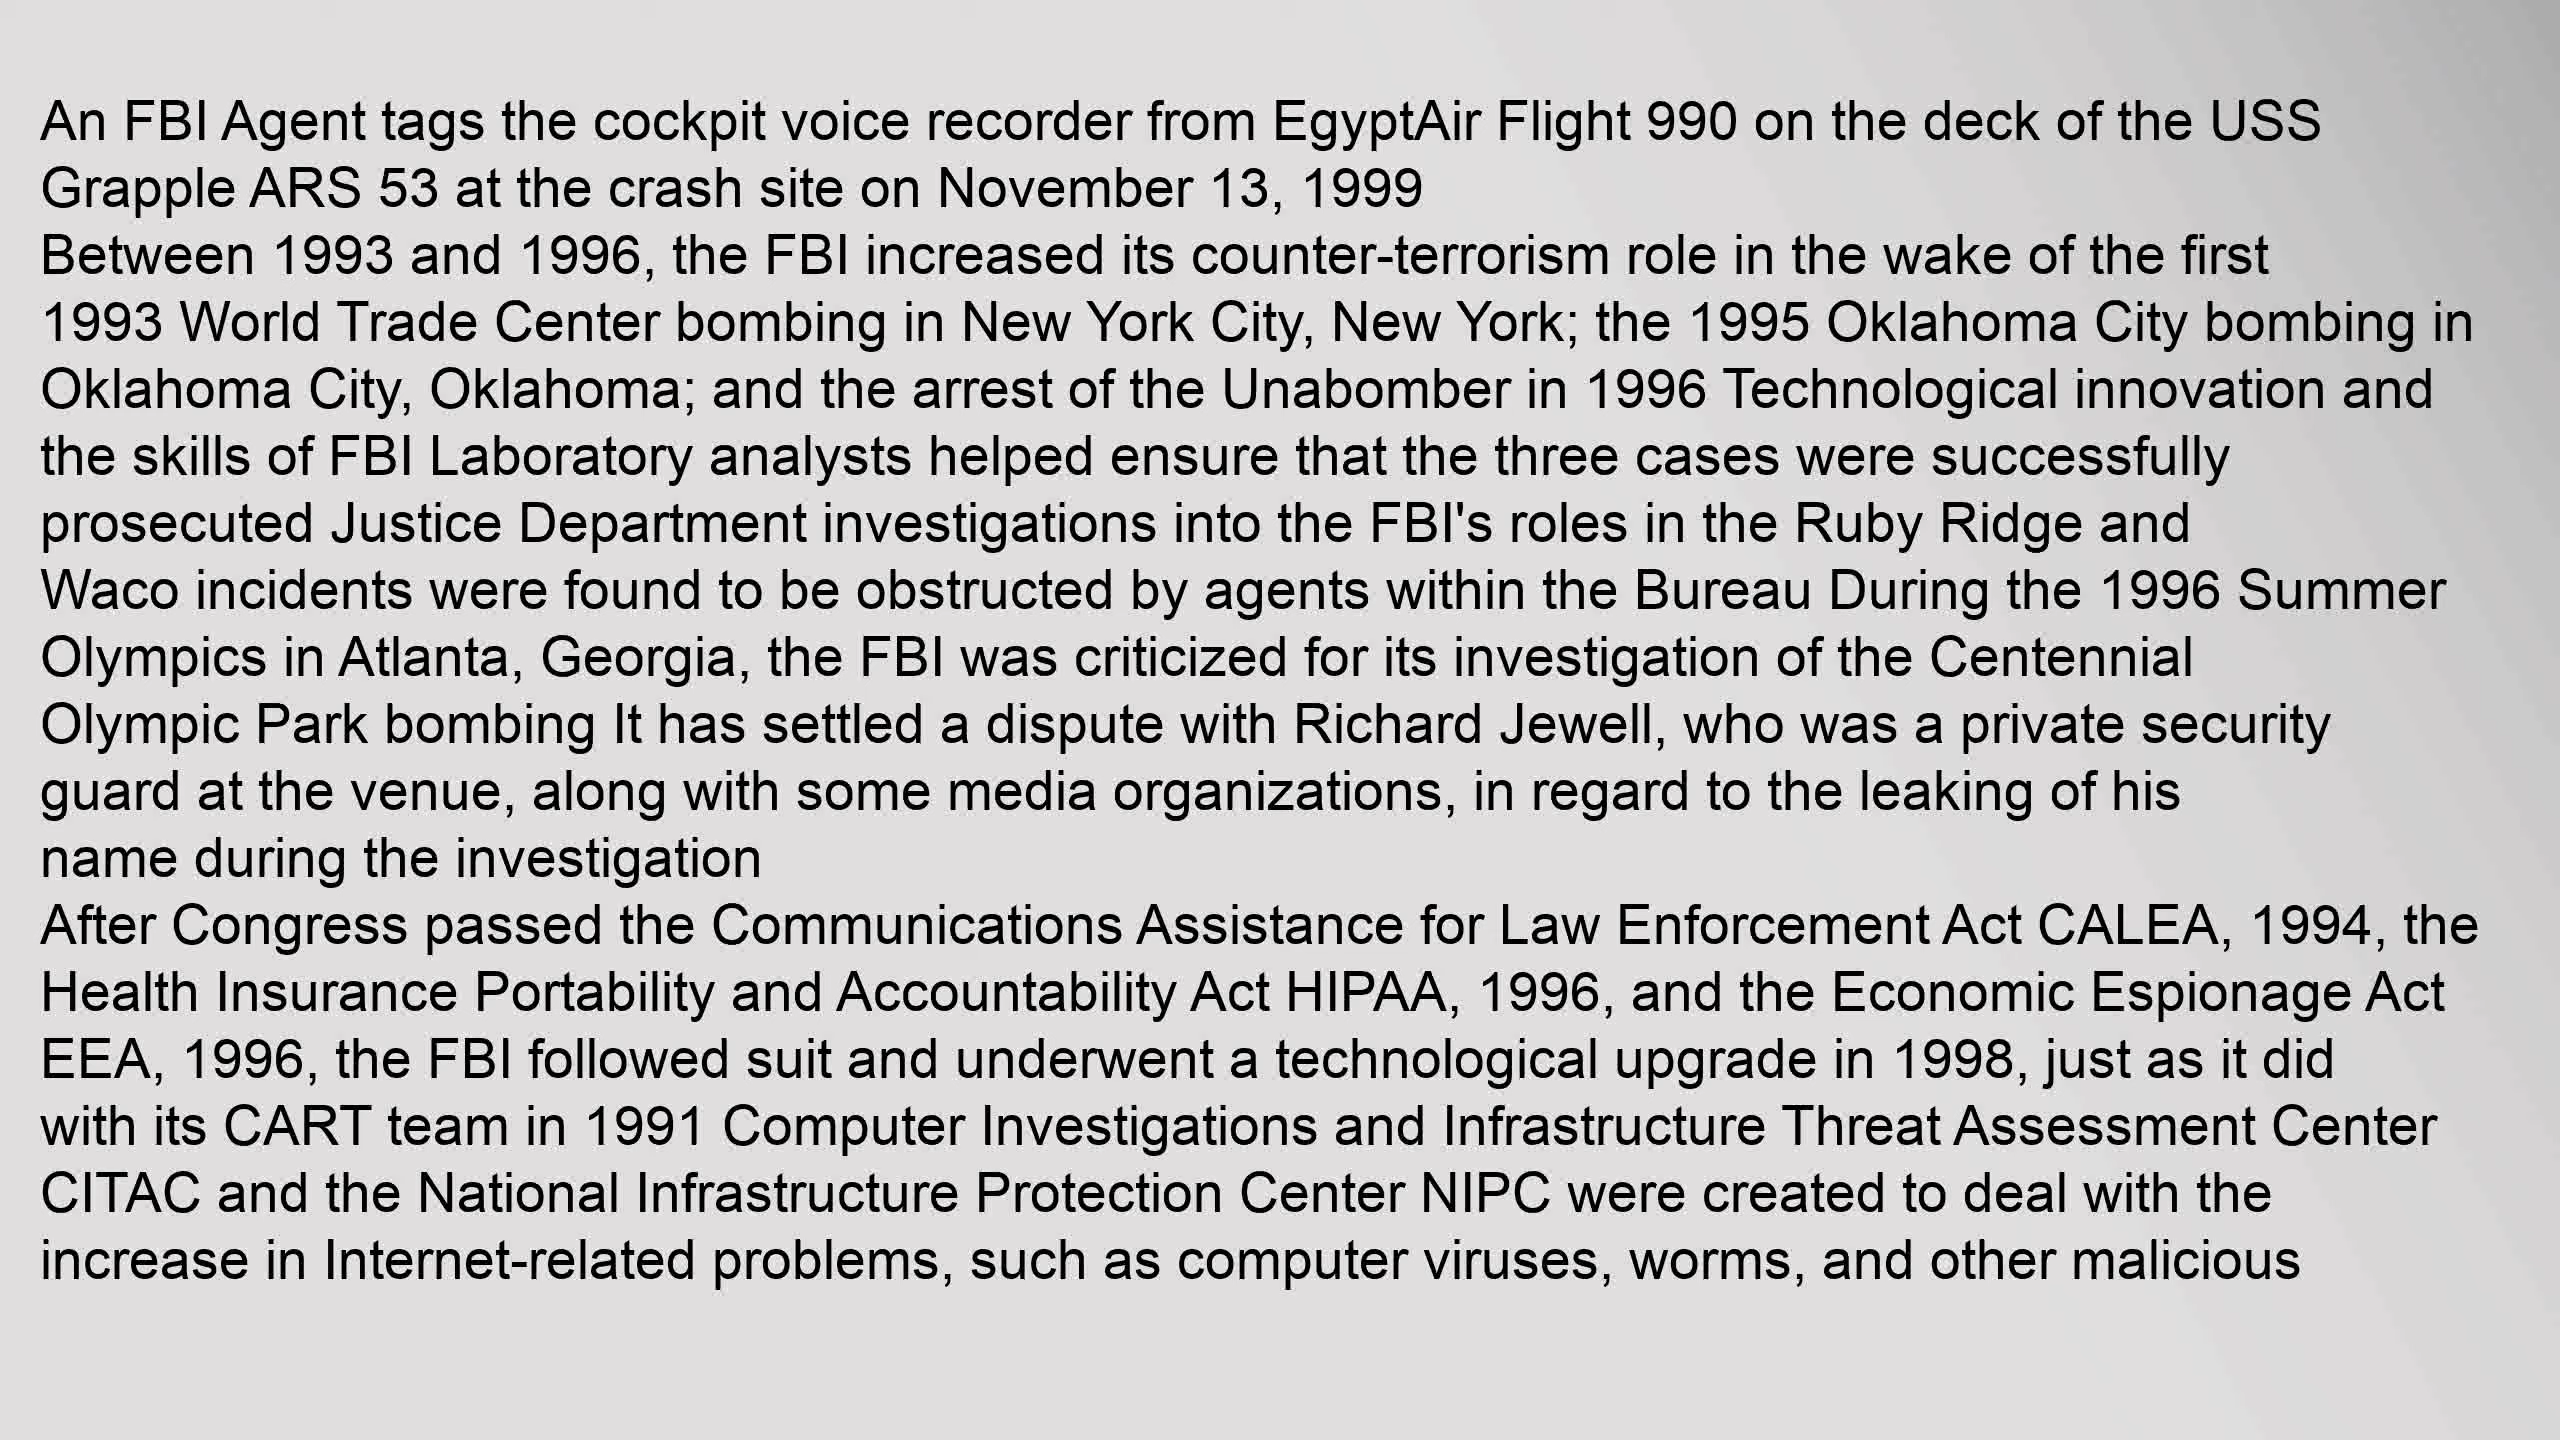 An FBI Agent tags the cockpit voice recorder from EgyptAir Flight 990 on the deck of the USS
Grapple ARS 53 at the crash site on November 13, 1999
Between 1993 and 1996, the FBI increased its counter-terrorism role in the wake of the first
1993 World Trade Center bombing in New York City, New York; the 1995 Oklahoma City bombing in
Oklahoma City, Oklahoma; and the arrest of the Unabomber in 1996 Technological innovation and
the skills of FBI Laboratory analysts helped ensure that the three cases were successfully
prosecuted Justice Department investigations into the FBI's roles in the Ruby Ridge and
Waco incidents were found to be obstructed by agents within the Bureau During the 1996 Summer
Olympics in Atlanta, Georgia, the FBI was criticized for its investigation of the Centennial
Olympic Park bombing It has settled a dispute with Richard Jewell, who was a private security
guard at the venue, along with some media organizations, in regard to the leaking of his
name during the investigation
After Congress passed the Communications Assistance for Law Enforcement Act CALEA, 1994, the
Health Insurance Portability and Accountability Act HIPAA, 1996, and the Economic Espionage Act
EEA, 1996, the FBI followed suit and underwent a technological upgrade in 1998, just as it did
with its CART team in 1991 Computer Investigations and Infrastructure Threat Assessment Center
CITAC and the National Infrastructure Protection Center NIPC were created to deal with the
increase in Internet-related problems, such as computer viruses, worms, and other malicious